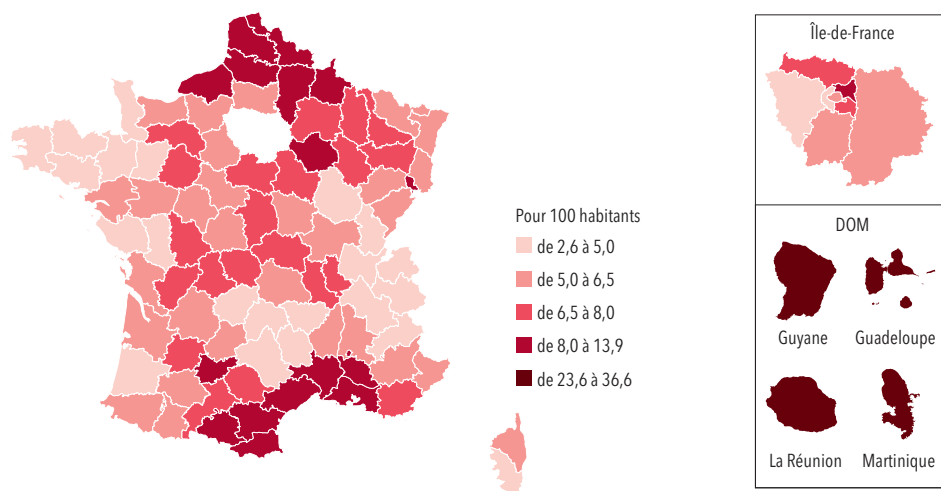 Île-de-France
Pour 100 habitants
de 2,6 à 5,0
de 5,0 à 6,5
de 6,5 à 8,0
de 8,0 à 13,9
de 23,6 à 36,6
DOM
Guyane
Guadeloupe
La Réunion
Martinique